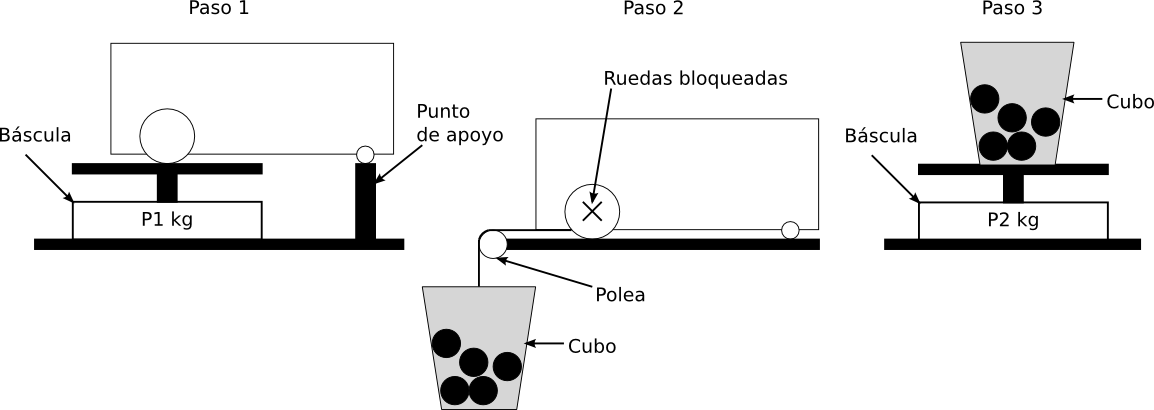 Paso 1
Báscula
Punto
de apoyo
P1 kg
Paso 2
Ruedas bloqueadas
Polea
Cubo
Paso 3
Cubo
Báscula
P2 kg